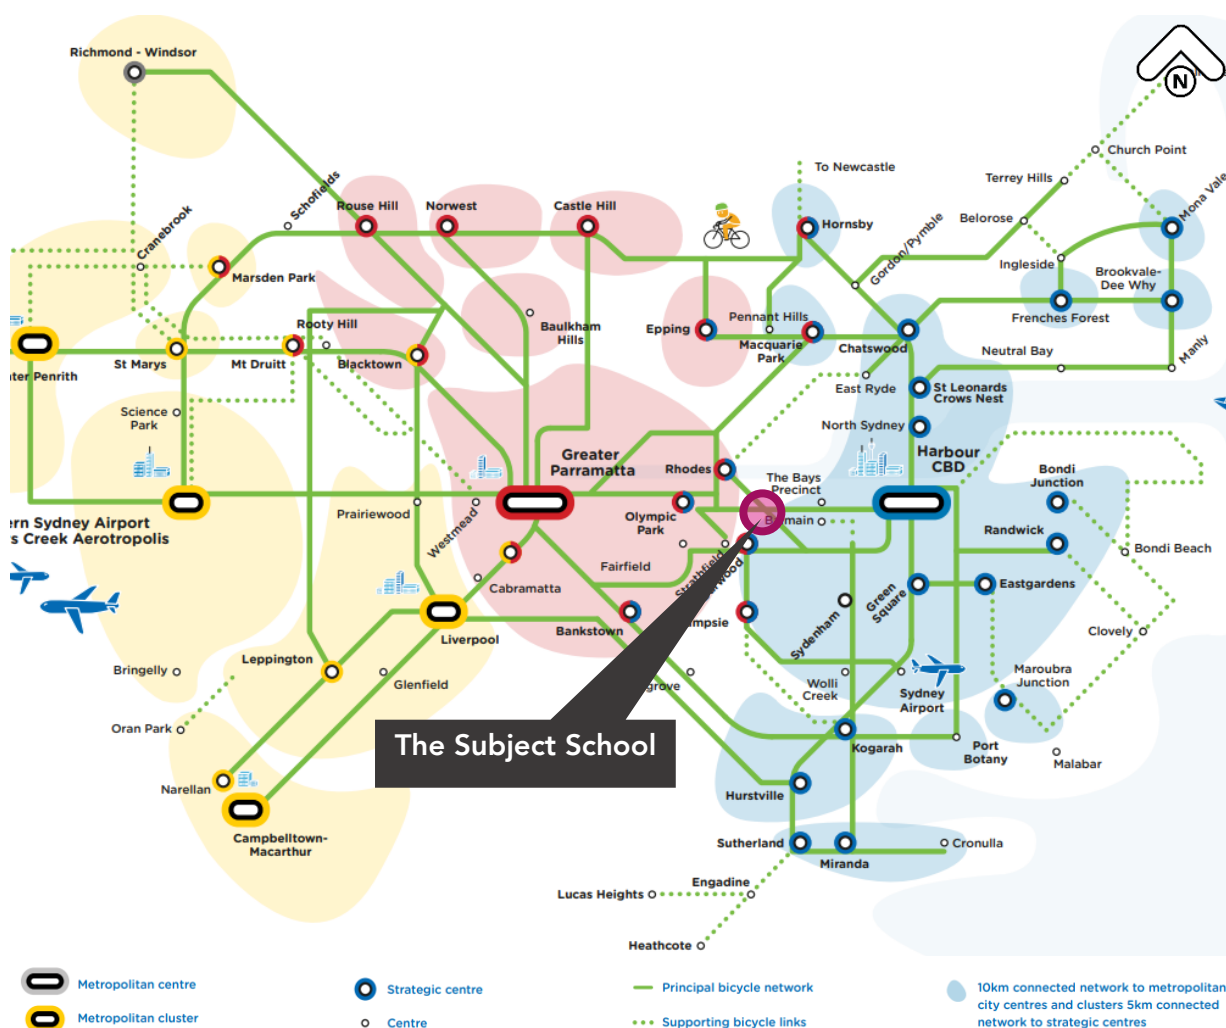 Richmond - Windsor
N
Church Point
To Newcastle
Terrey Hills
Schofields
Mona Vale
Rouse Hill
Norwest
Castle Hill
Hornsby
Belorose
Cranebrook
Gordon/Pymble
Ingleside
Marsden Park
Brookvale-
Dee Why
Rooty Hill
Baulkham
Hills
Epping
Pennant Hills
Macquarie
Park
Chatswood
Frenches Forest
Penrith
St Marys
Mt Druitt
Blacktown
Neutral Bay
Manly
East Ryde
St Leonards
Crows Nest
Science
Park
North Sydney
Greater
Parramatta
Rhodes
Harbour
CBD
The Bays
Precinct
Bondi
Junction
Prairiewood
Westmead
Olympic
Park
Randwick
Sydney Airport
Creek Aerotropolis
Strathfield
Bondi Beach
Fairfield
Cabramatta
Green
Square
Eastgardens
Liverpool
Bankstown
Sydenham
Clovely
Leppington
Bringelly
Glenfield
Wolli
Creek
Sydney
Airport
Maroubra
Junction
Oran Park
The Subject School
Kogarah
Port
Botany
Malabar
Narellan
Hurstville
Campbelltown-
Macarthur
Sutherland
Miranda
Cronulla
Engadine
Lucas Heights
Heathcote
Metropolitan centre
Strategic centre
Principal bicycle network
10km connected network to metropolitan
city centres and clusters 5km connected
network to strategic centres
Metropolitan cluster
Centre
Supporting bicycle links